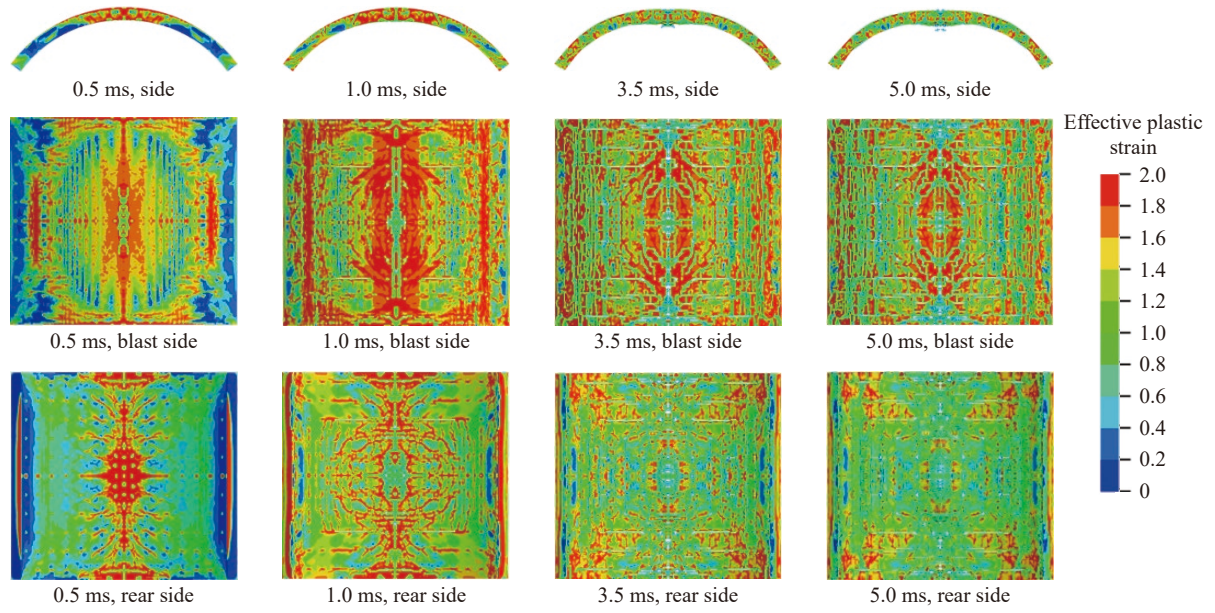 0.5 ms, side
1.0 ms, side
3.5 ms, side
5.0 ms, side
0.5 ms, blast side
1.0 ms, blast side
3.5 ms, blast side
5.0 ms, blast side
0.5 ms, rear side
1.0 ms, rear side
3.5 ms, rear side
5.0 ms, rear side
Effective plastic
strain
2.0
1.8
1.6
1.4
1.2
1.0
0.8
0.6
0.4
0.2
0